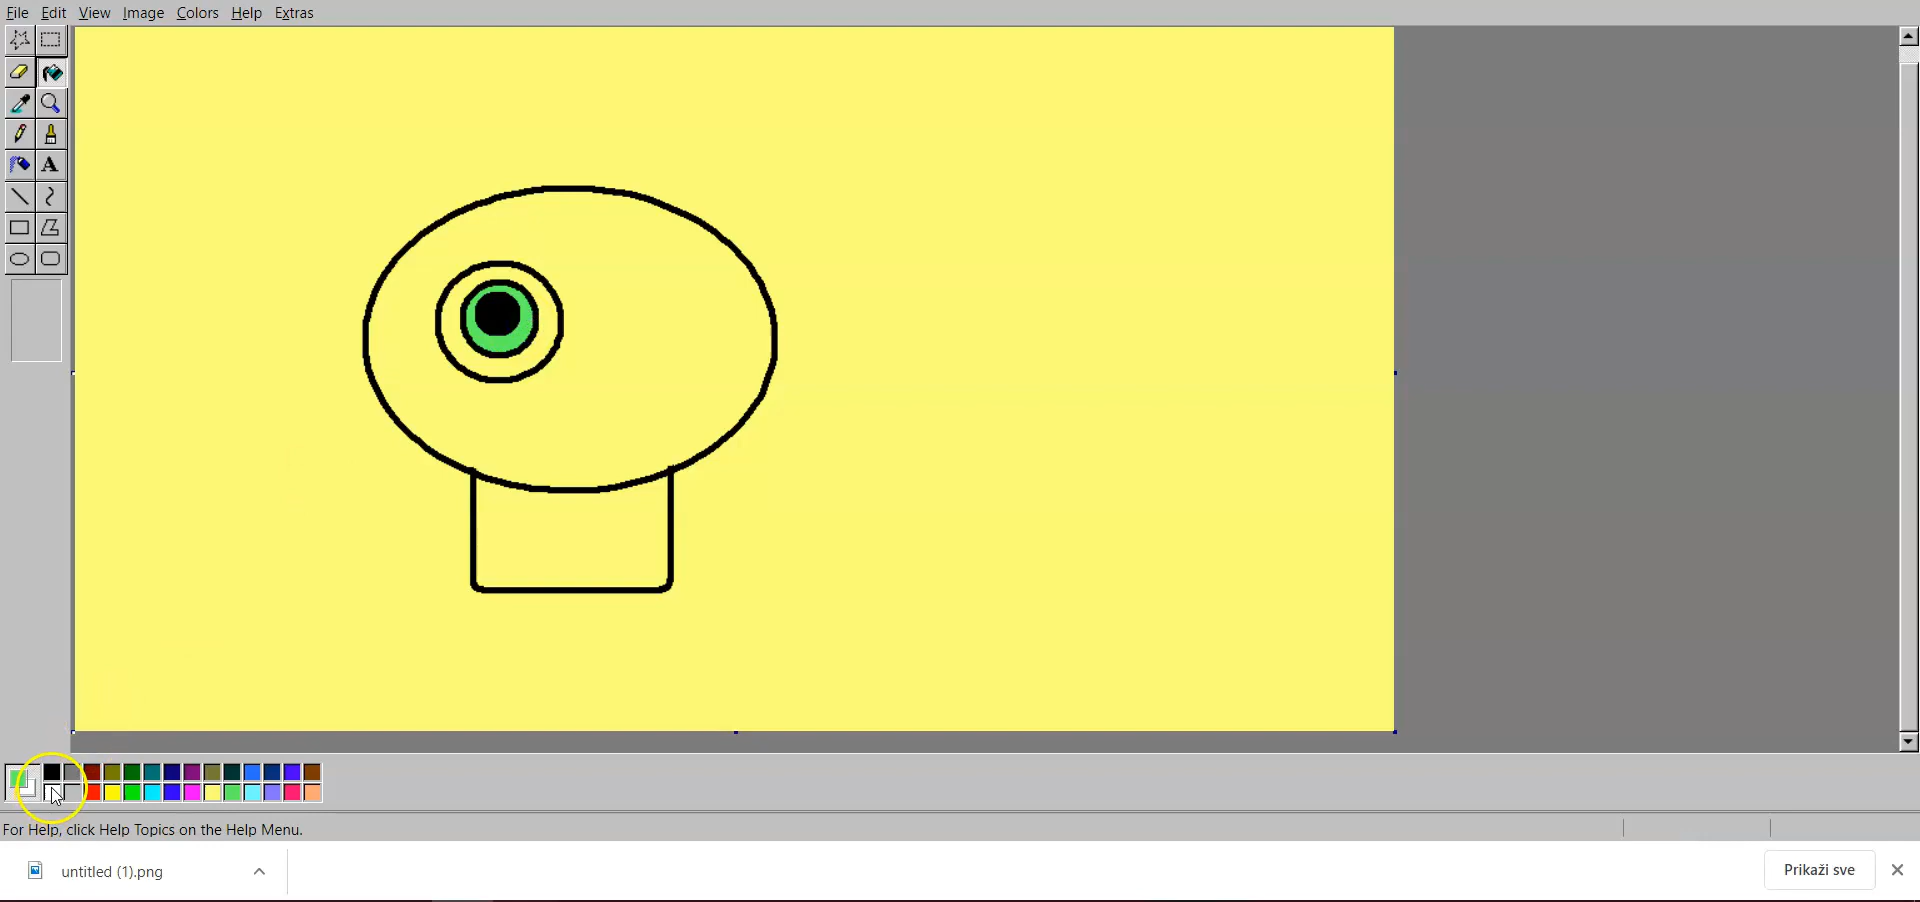 File Edit View Image Colors Help Extras
A
For Help, click Help Topics on the Help Menu.
untitled (1).png
Prikaži sve